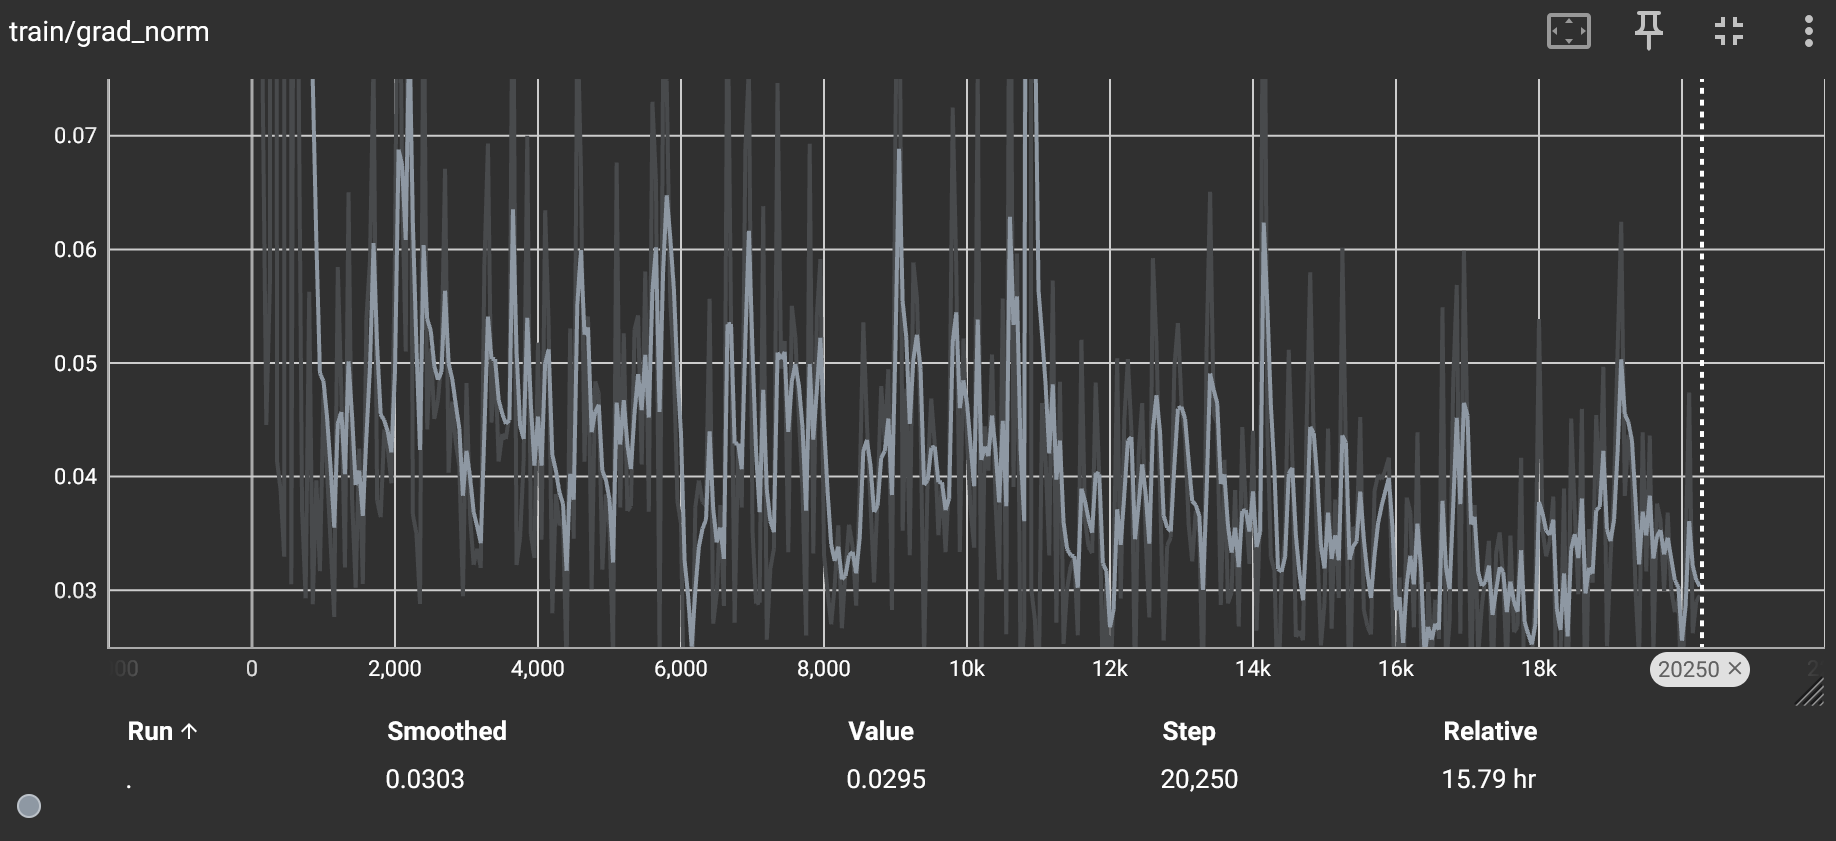 train/grad_norm
0.07
0.06
0.05
0.04
0.03
00 0 2,000 4,000 6,000 8,000 10k 12k 14k 16k 18k 20250 ✕ 2
Run ↑ Smoothed Value Step Relative
. 0.0303 0.0295 20,250 15.79 hr